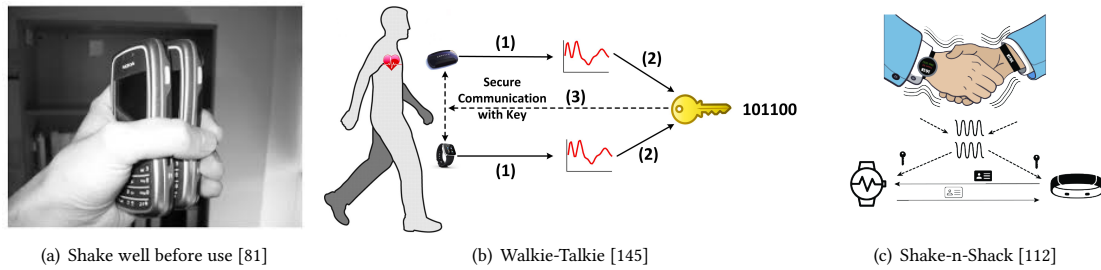 NOKIA
(1)
(2)
Secure
Communication
with Key
(3)
101100
(1)
(2)
(a) Shake well before use [81]
(b) Walkie-Talkie [145]
(c) Shake-n-Shack [112]